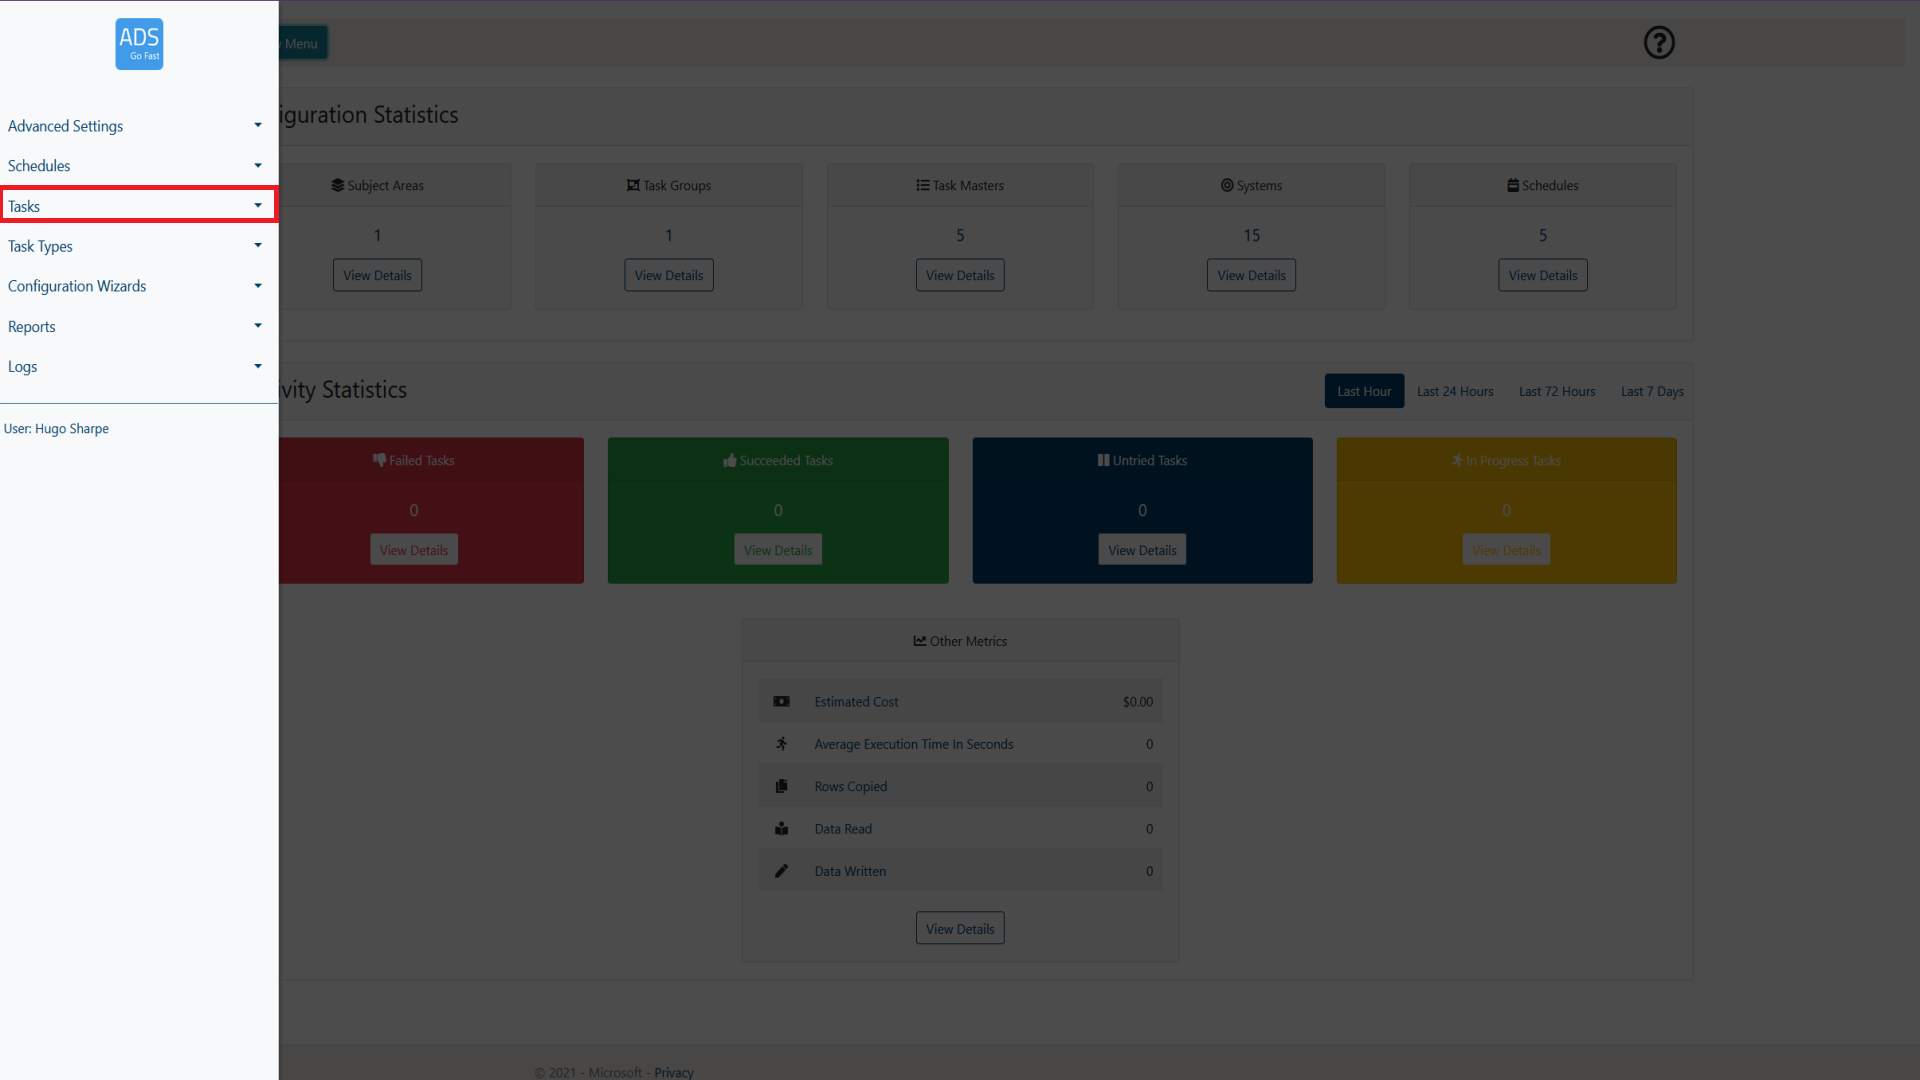 ADS
Go Fast
Menu
Advanced Settings
Schedules
Tasks
Task Types
Configuration Wizards
Reports
Logs
User: Hugo Sharpe
iguration Statistics
Subject Areas
1
View Details
Task Groups
1
View Details
Task Masters
5
View Details
Systems
15
View Details
Schedules
5
View Details
ivity Statistics
Last Hour
Last 24 Hours
Last 72 Hours
Last 7 Days
Failed Tasks
0
View Details
Succeeded Tasks
0
View Details
Untried Tasks
0
View Details
In Progress Tasks
0
View Details
Other Metrics
Estimated Cost $0.00
Average Execution Time In Seconds 0
Rows Copied 0
Data Read 0
Data Written 0
View Details
© 2021 - Microsoft - Privacy